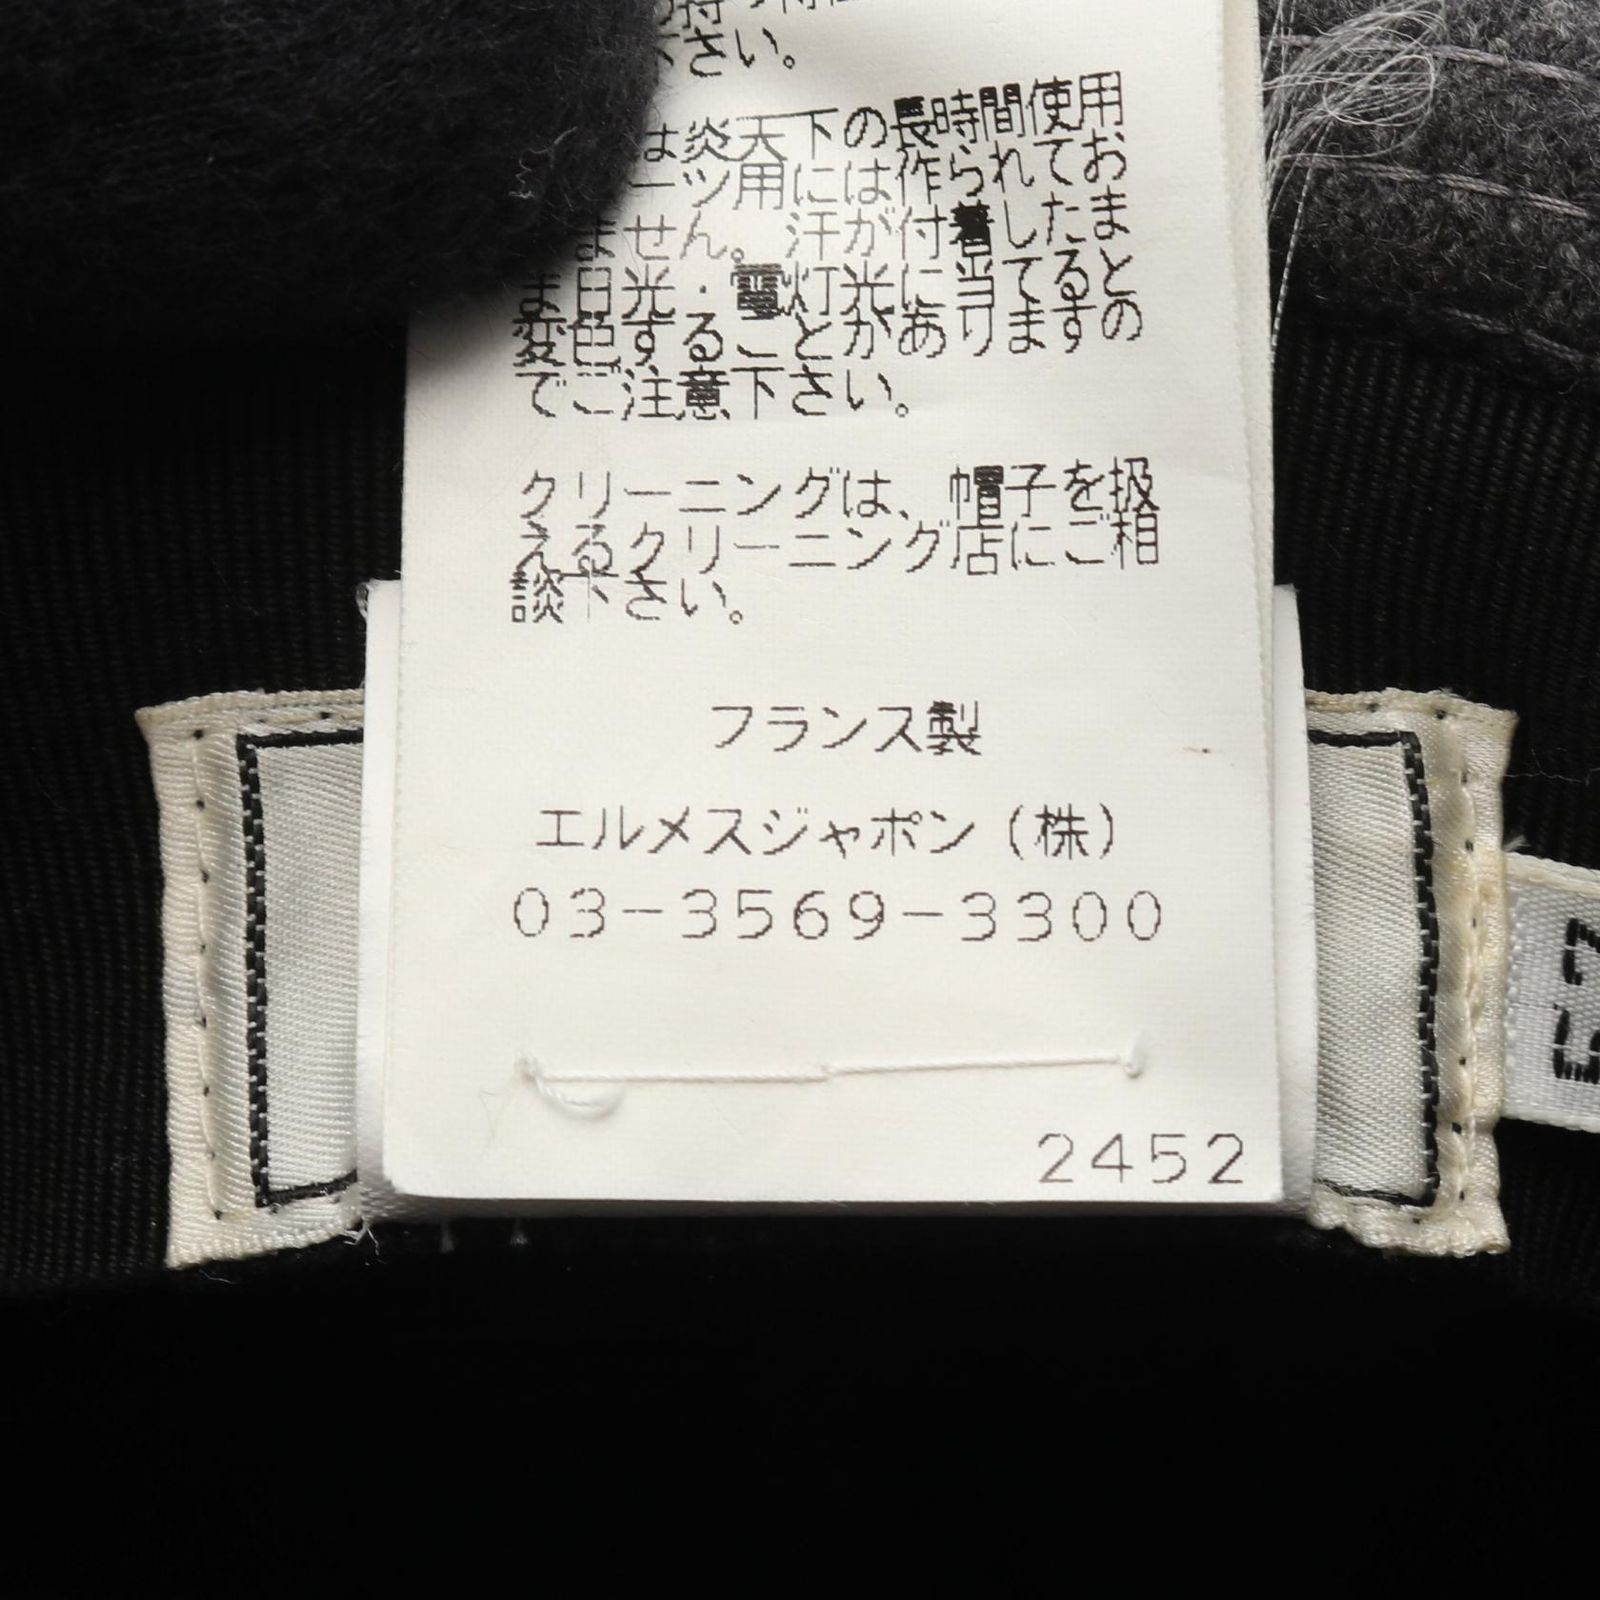 下さい。
は炎天下の長時間使用
ーツ用には作られてお
ません。汗が付着したま
ま日光・電灯光に当てると
変色することがありますの
でご注意下さい。
クリーニングは、帽子を扱
えるクリーニング店にご相
談下さい。
フランス製
エルメスジャポン(株)
03-3569-3300
2452
57